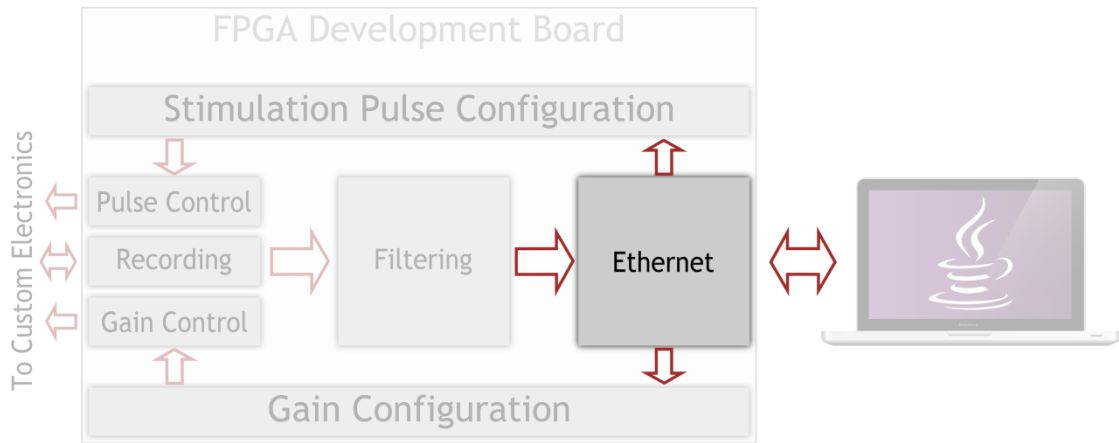 FPGA Development Board
Stimulation Pulse Configuration
To Custom Electronics
Pulse Control
Recording
Gain Control
Filtering
Ethernet
Gain Configuration